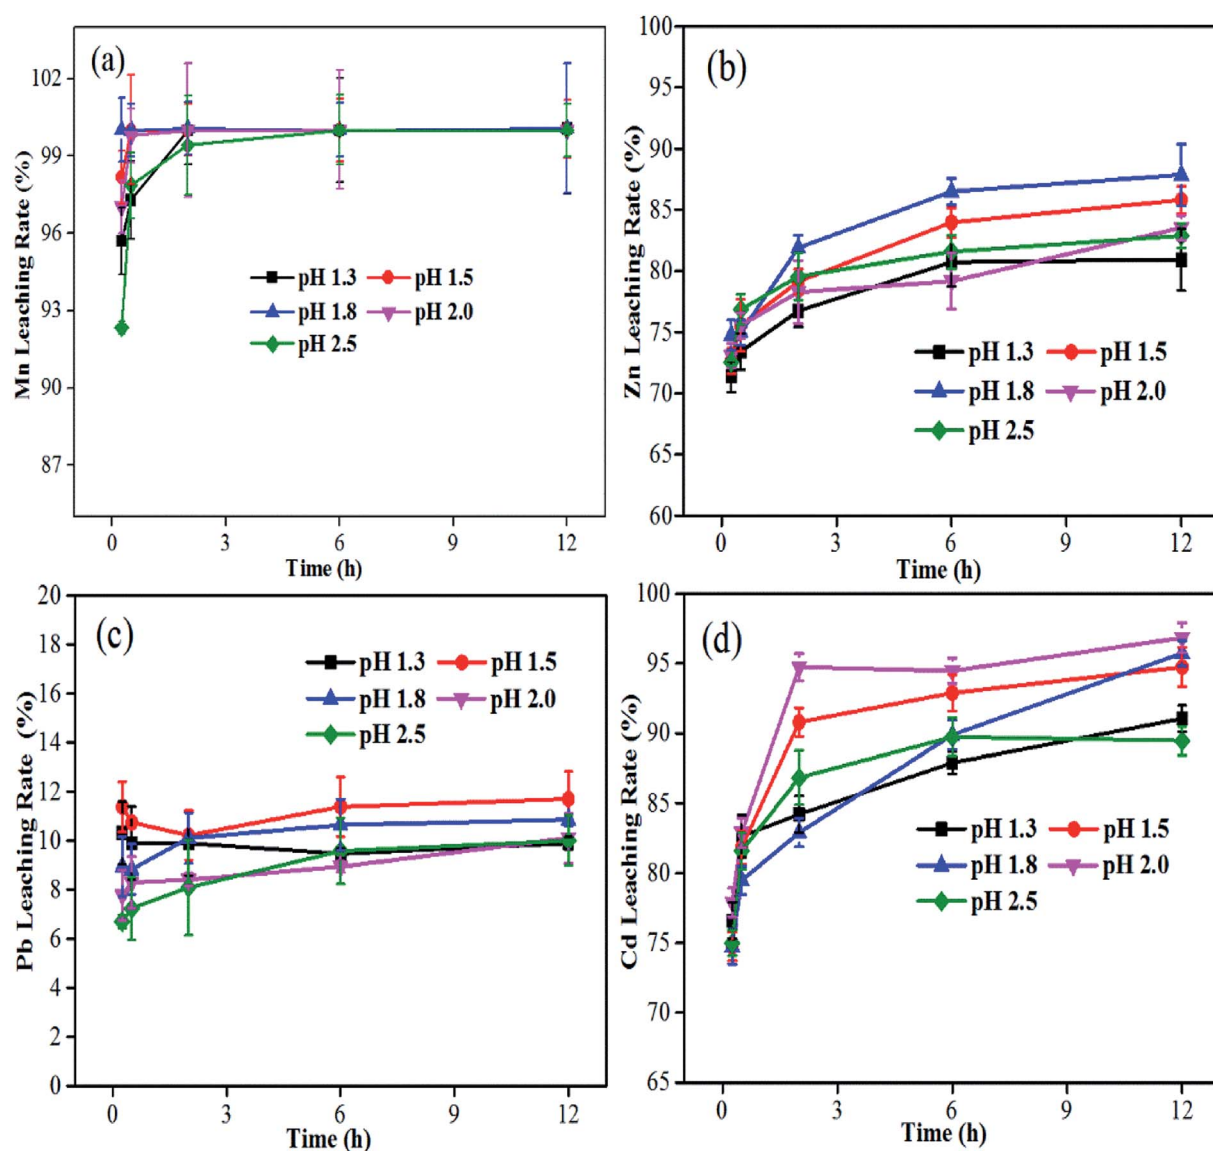 (a)
Mn Leaching Rate (%)
102
99
96
93
90
87
pH 1.3 pH 1.5
pH 1.8 pH 2.0
pH 2.5
0 3 6 9 12
Time (h)
(b)
Zn Leaching Rate (%)
100
95
90
85
80
75
70
65
60
pH 1.3 pH 1.5
pH 1.8 pH 2.0
pH 2.5
0 3 6 9 12
Time (h)
(c)
Pb Leaching Rate (%)
20
18
16
14
12
10
8
6
4
2
0
pH 1.3 pH 1.5
pH 1.8 pH 2.0
pH 2.5
0 3 6 9 12
Time (h)
(d)
Cd Leaching Rate (%)
100
95
90
85
80
75
70
65
pH 1.3 pH 1.5
pH 1.8 pH 2.0
pH 2.5
0 3 6 9 12
Time (h)